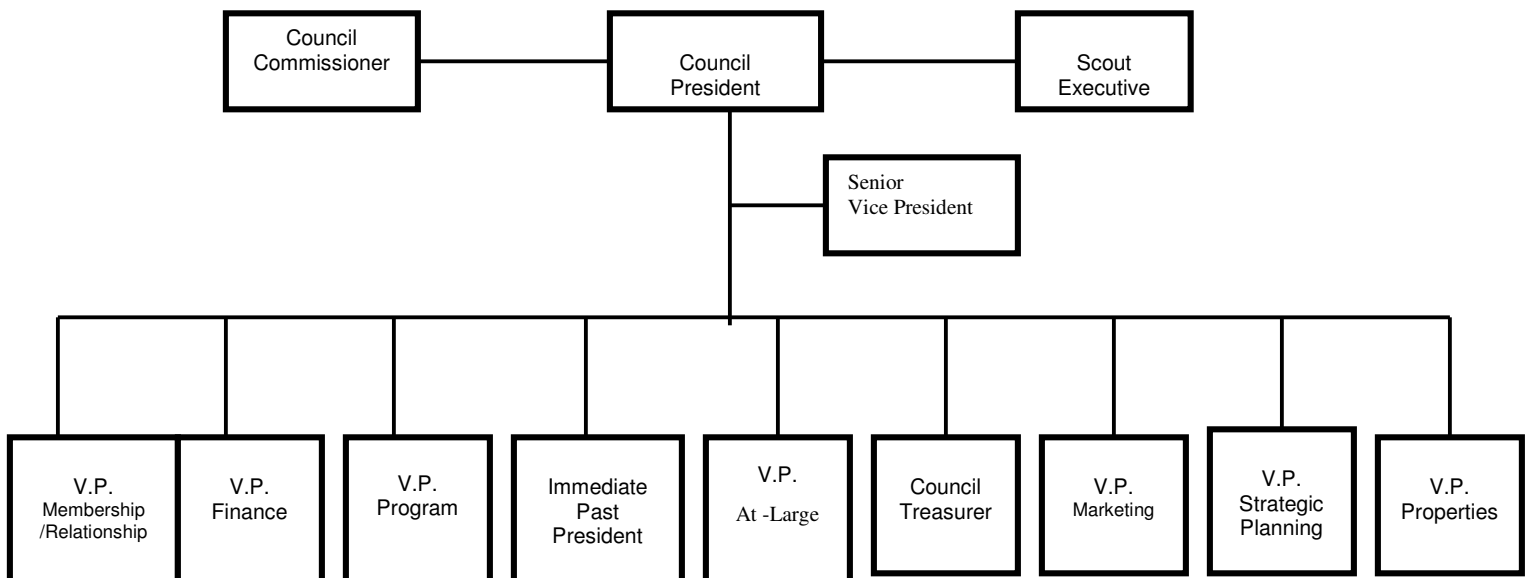 Council
Commissioner
Council
President
Scout
Executive
Senior
Vice President
V.P.
Membership
/Relationship
V.P.
Finance
V.P.
Program
Immediate
Past
President
V.P.
At -Large
Council
Treasurer
V.P.
Marketing
V.P.
Strategic
Planning
V.P.
Properties